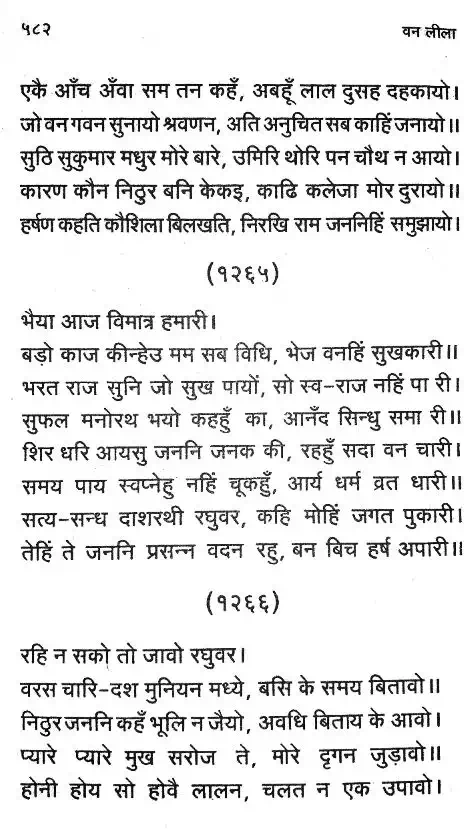 ५८२ वन लीला
एकै आँच अँवा सम तन कहँ, अबहूँ लाल दुसह दहकायो।
जो वन गवन सुनायो श्रवणन, अति अनुचित सब काहिं जनायो॥
सुठि सुकुमार मधुर मोरे बारे, उमिरि थोरि पन चौथ न आयो।
कारण कौन निठुर बनि केकइ, काढि कलेजा मोर दुरायो॥
हर्षण कहति कौशिला बिलखति, निरखि राम जननिहिं समुझायो।
(१२६५)
भैया आज विमात्र हमारी।
बड़ो काज कीन्हेउ मम सब विधि, भेज वनहिं सुखकारी॥
भरत राज सुनि जो सुख पायों, सो स्व-राज नहिं पा री।
सुफल मनोरथ भयो कहहुँ का, आनँद सिन्धु समा री॥
शिर धरि आयसु जननि जनक की, रहहुँ सदा वन चारी।
समय पाय स्वप्नेहु नहिं चूकहुँ, आर्य धर्म व्रत धारी॥
सत्य-सन्ध दाशरथी रघुवर, कहि मोहिं जगत पुकारी।
तेहिं ते जननि प्रसन्न वदन रहु, बन बिच हर्ष अपारी॥
(१२६६)
रहि न सको तो जावो रघुवर।
वरस चारि-दश मुनियन मध्ये, बसि के समय बितावो॥
निठुर जननि कहँ भूलि न जैयो, अवधि बिताय के आवो।
प्यारे प्यारे मुख सरोज ते, मोरे दृगन जुड़ावो॥
होनी होय सो होवै लालन, चलत न एक उपावो।